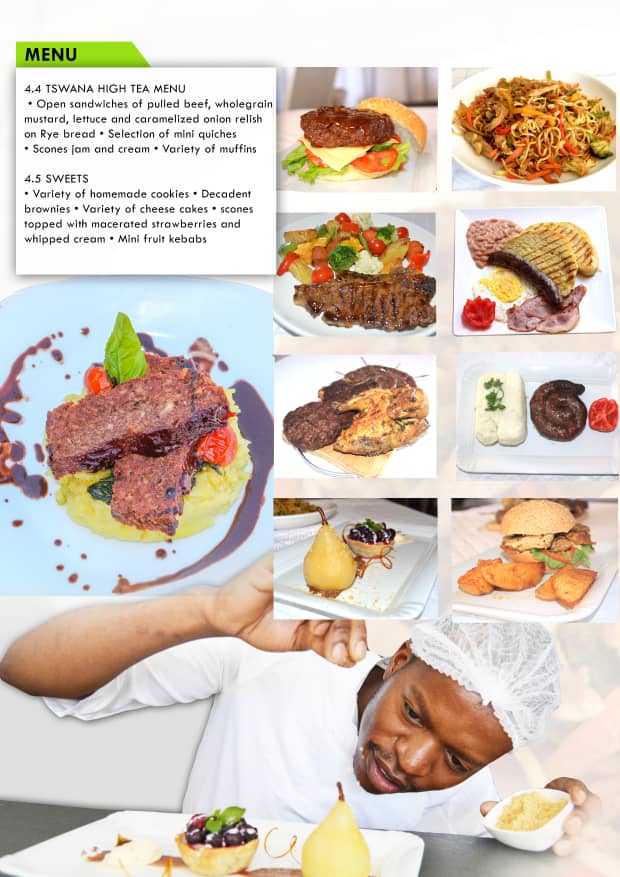 MENU
4.4 TSWANA HIGH TEA MENU
• Open sandwiches of pulled beef, wholegrain
mustard, lettuce and caramelized onion relish
on Rye bread • Selection of mini quiches
• Scones jam and cream • Variety of muffins
4.5 SWEETS
• Variety of homemade cookies • Decadent
brownies • Variety of cheese cakes • scones
topped with macerated strawberries and
whipped cream • Mini fruit kebabs